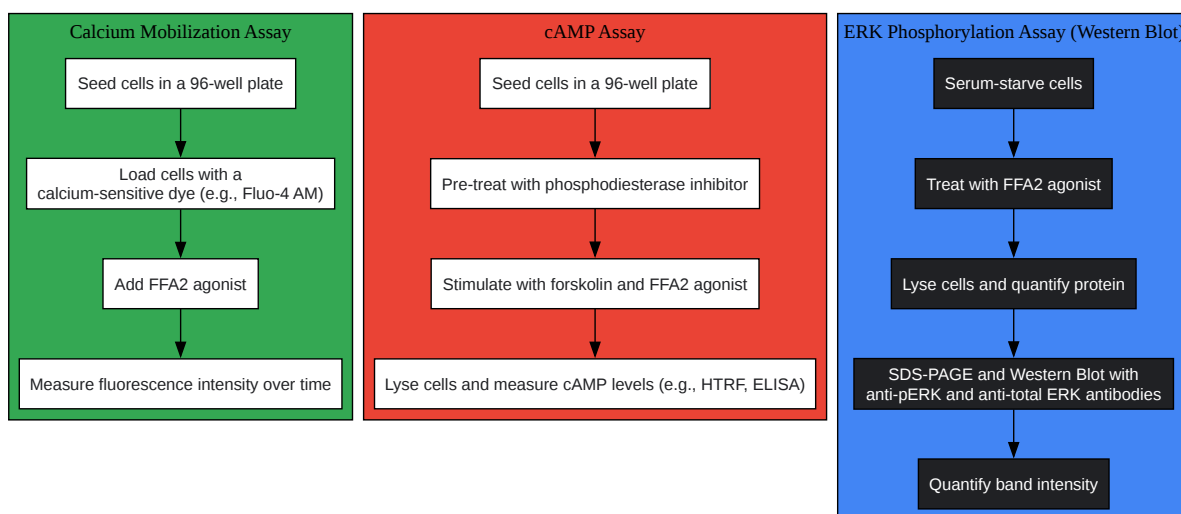 Calcium Mobilization Assay
Seed cells in a 96-well plate
Load cells with a
calcium-sensitive dye (e.g., Fluo-4 AM)
Add FFA2 agonist
Measure fluorescence intensity over time
cAMP Assay
Seed cells in a 96-well plate
Pre-treat with phosphodiesterase inhibitor
Stimulate with forskolin and FFA2 agonist
Lyse cells and measure cAMP levels (e.g., HTRF, ELISA)
ERK Phosphorylation Assay (Western Blot)
Serum-starve cells
Treat with FFA2 agonist
Lyse cells and quantify protein
SDS-PAGE and Western Blot with
anti-pERK and anti-total ERK antibodies
Quantify band intensity